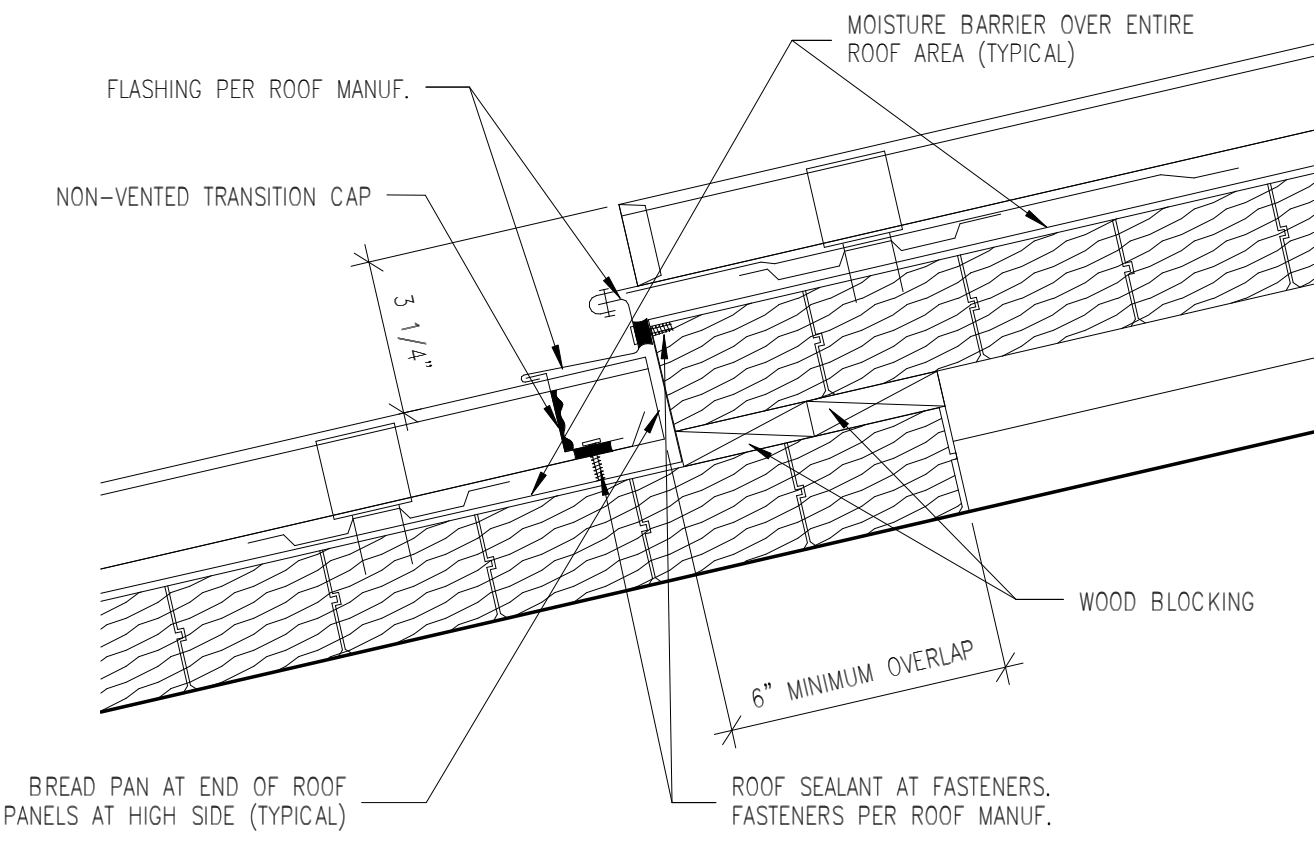 MOISTURE BARRIER OVER ENTIRE
ROOF AREA (TYPICAL)
FLASHING PER ROOF MANUF.
NON-VENTED TRANSITION CAP
3 1/4"
WOOD BLOCKING
6" MINIMUM OVERLAP
BREAD PAN AT END OF ROOF
PANELS AT HIGH SIDE (TYPICAL)
ROOF SEALANT AT FASTENERS.
FASTENERS PER ROOF MANUF.